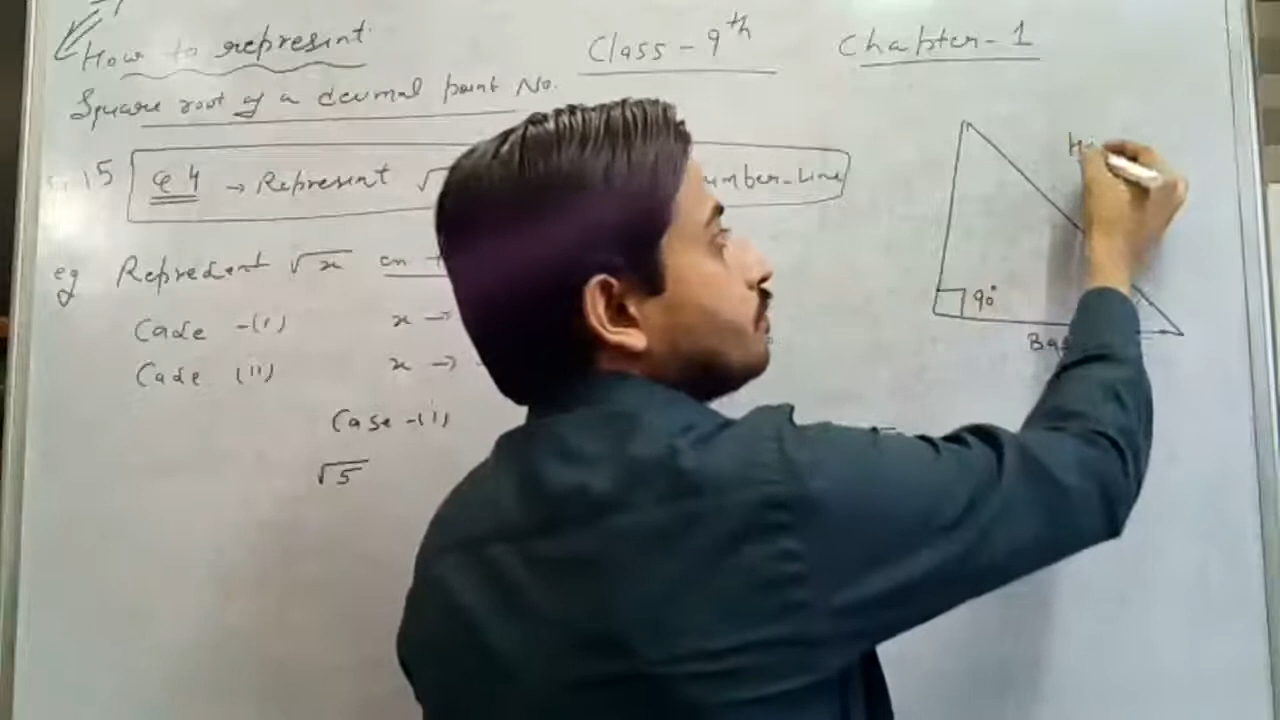 How to represent
Square root of a decimal point No.
Class - 9th
Chapter - 1
Q 4 → Represent √ umber-Line
eg Represent √x on
Case -(i) x →
Case (ii) x →
Case -(i)
√5
90°